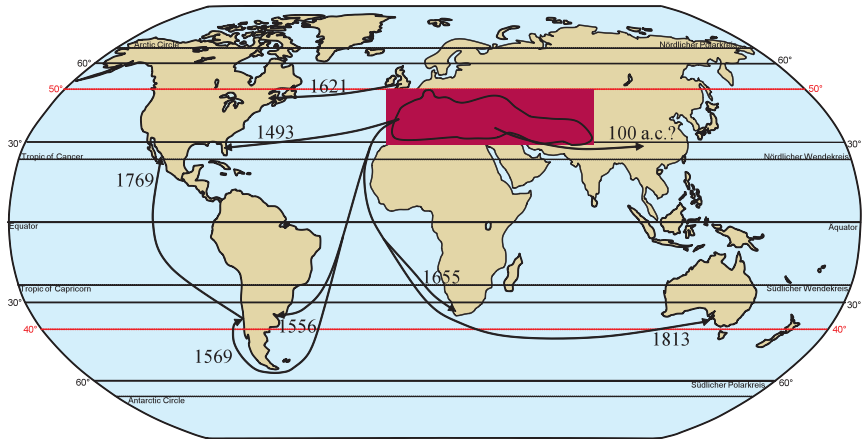 Arctic Circle
Nördlicher Polarkreis
60°
60°
50°
50°
1621
1493
100 a.c.?
30°
30°
Tropic of Cancer
Nördlicher Wendekreis
1769
Equator
Äquator
1655
Tropic of Capricorn
Südlicher Wendekreis
30°
30°
1556
40°
40°
1569
1813
60°
Südlicher Polarkreis
60°
Antarctic Circle